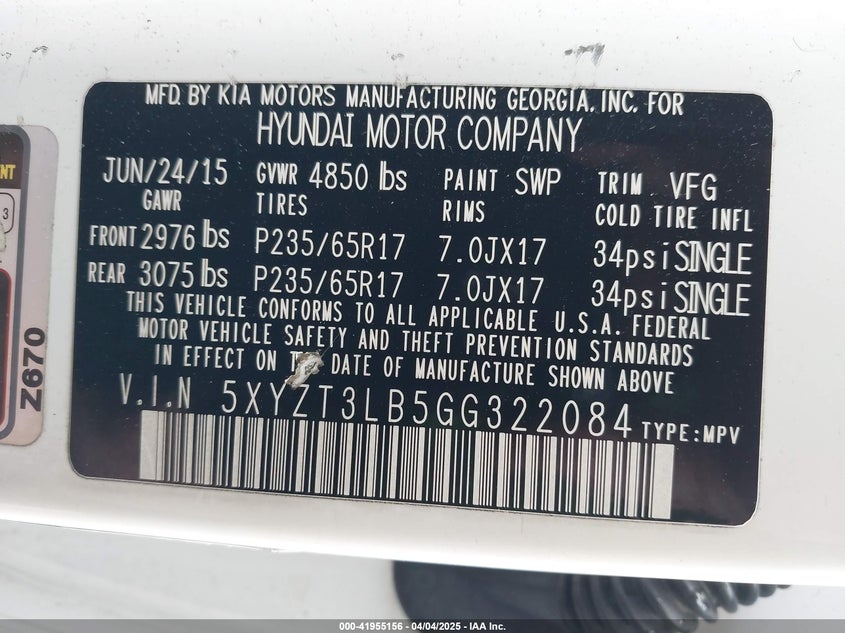 MFD. BY KIA MOTORS MANUFACTURING GEORGIA, INC. FOR
HYUNDAI MOTOR COMPANY
JUN/24/15 GVWR 4850 lbs PAINT SWP TRIM VFG
GAWR TIRES RIMS COLD TIRE INFL
FRONT 2976 lbs P235/65R17 7.0JX17 34psi SINGLE
REAR 3075 lbs P235/65R17 7.0JX17 34psi SINGLE
THIS VEHICLE CONFORMS TO ALL APPLICABLE U.S.A. FEDERAL
MOTOR VEHICLE SAFETY AND THEFT PREVENTION STANDARDS
IN EFFECT ON THE DATE OF MANUFACTURE SHOWN ABOVE
V.I.N 5XYZT3LB5GG322084 TYPE:MPV
3
Z670
000-41955156 - 04/04/2025 - IAA Inc.